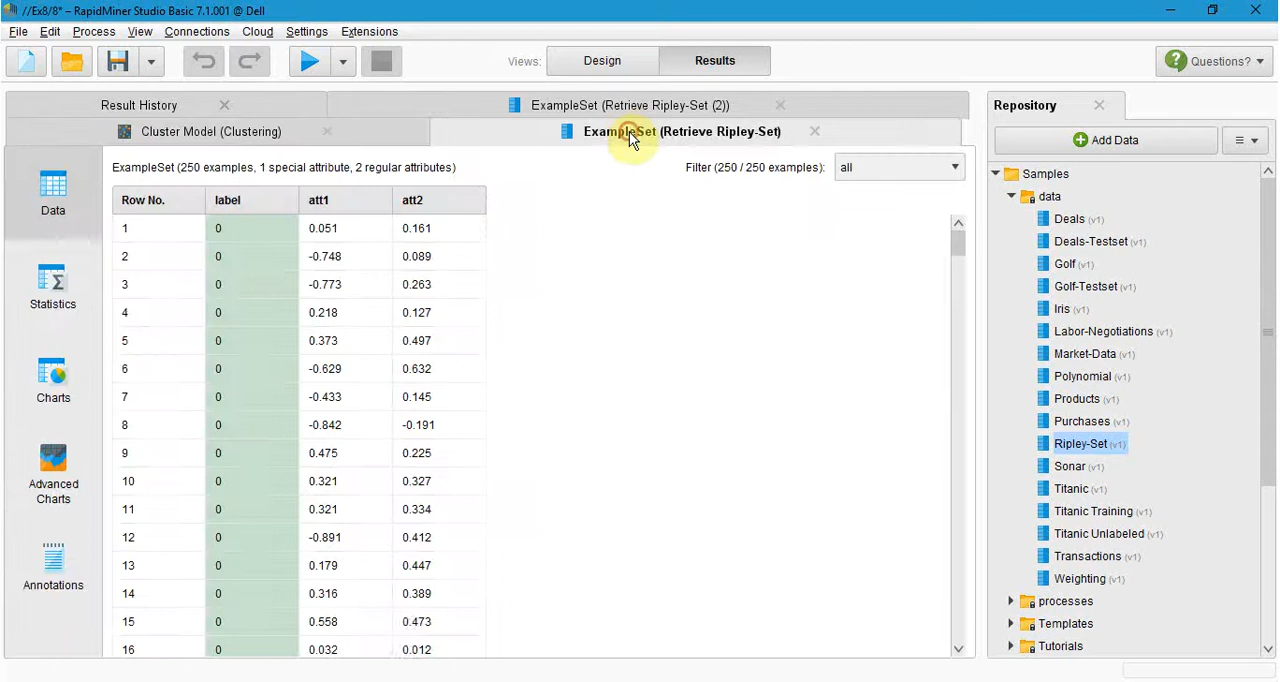 //Ex8/8* – RapidMiner Studio Basic 7.1.001 @ Dell
File Edit Process View Connections Cloud Settings Extensions
Views: Design Results Questions?
Result History ExampleSet (Retrieve Ripley-Set (2))
Cluster Model (Clustering) ExampleSet (Retrieve Ripley-Set)
Data
Statistics
Charts
Advanced
Charts
Annotations
ExampleSet (250 examples, 1 special attribute, 2 regular attributes) Filter (250 / 250 examples): all
Row No. label att1 att2
1 0 0.051 0.161
2 0 -0.748 0.089
3 0 -0.773 0.263
4 0 0.218 0.127
5 0 0.373 0.497
6 0 -0.629 0.632
7 0 -0.433 0.145
8 0 -0.842 -0.191
9 0 0.475 0.225
10 0 0.321 0.327
11 0 0.321 0.334
12 0 -0.891 0.412
13 0 0.179 0.447
14 0 0.316 0.389
15 0 0.558 0.473
16 0 0.032 0.012
Repository
Add Data
Samples
data
Deals (v1)
Deals-Testset (v1)
Golf (v1)
Golf-Testset (v1)
Iris (v1)
Labor-Negotiations (v1)
Market-Data (v1)
Polynomial (v1)
Products (v1)
Purchases (v1)
Ripley-Set (v1)
Sonar (v1)
Titanic (v1)
Titanic Training (v1)
Titanic Unlabeled (v1)
Transactions (v1)
Weighting (v1)
processes
Templates
Tutorials